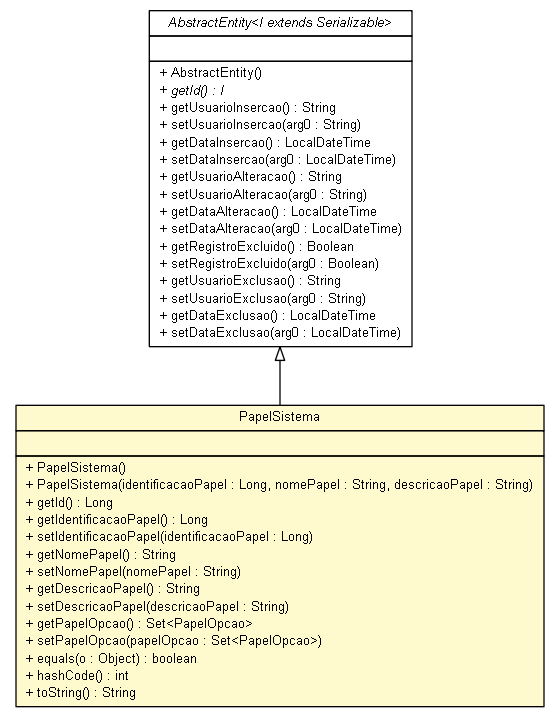 AbstractEntity<I extends Serializable>
+ AbstractEntity()
+ getId() : I
+ getUsuarioInsercao() : String
+ setUsuarioInsercao(arg0 : String)
+ getDataInsercao() : LocalDateTime
+ setDataInsercao(arg0 : LocalDateTime)
+ getUsuarioAlteracao() : String
+ setUsuarioAlteracao(arg0 : String)
+ getDataAlteracao() : LocalDateTime
+ setDataAlteracao(arg0 : LocalDateTime)
+ getRegistroExcluido() : Boolean
+ setRegistroExcluido(arg0 : Boolean)
+ getUsuarioExclusao() : String
+ setUsuarioExclusao(arg0 : String)
+ getDataExclusao() : LocalDateTime
+ setDataExclusao(arg0 : LocalDateTime)
PapelSistema
+ PapelSistema()
+ PapelSistema(identificacaoPapel : Long, nomePapel : String, descricaoPapel : String)
+ getId() : Long
+ getIdentificacaoPapel() : Long
+ setIdentificacaoPapel(identificacaoPapel : Long)
+ getNomePapel() : String
+ setNomePapel(nomePapel : String)
+ getDescricaoPapel() : String
+ setDescricaoPapel(descricaoPapel : String)
+ getPapelOpcao() : Set<PapelOpcao>
+ setPapelOpcao(papelOpcao : Set<PapelOpcao>)
+ equals(o : Object) : boolean
+ hashCode() : int
+ toString() : String